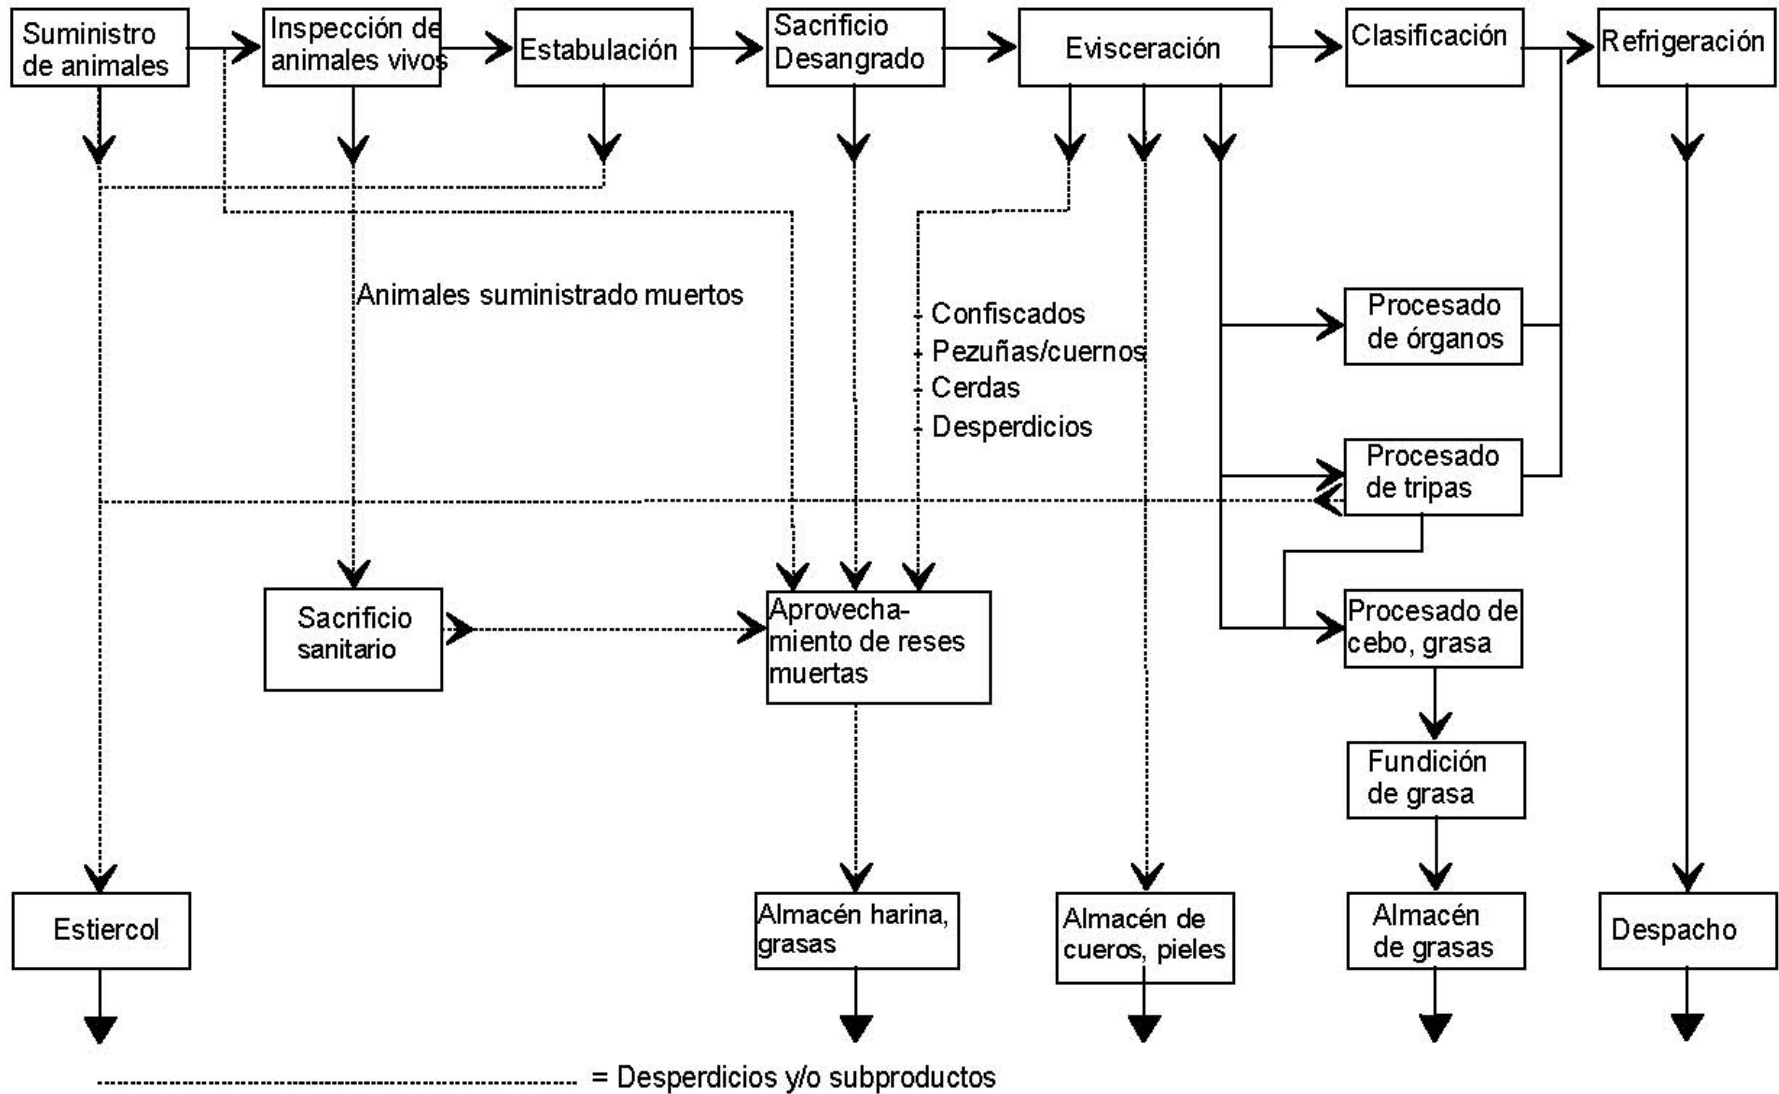 Suministro
de animales
Inspección de
animales vivos
Estabulación
Sacrificio
Desangrado
Evisceración
Clasificación
Refrigeración
Animales suministrado muertos
- Confiscados
- Pezuñas/cuernos
- Cerdas
- Desperdicios
Procesado
de órganos
Procesado
de tripas
Sacrificio
sanitario
Aprovecha-
miento de reses
muertas
Procesado de
cebo, grasa
Fundición
de grasa
Estiercol
Almacén harina,
grasas
Almacén de
cueros, pieles
Almacén
de grasas
Despacho
= Desperdicios y/o subproductos